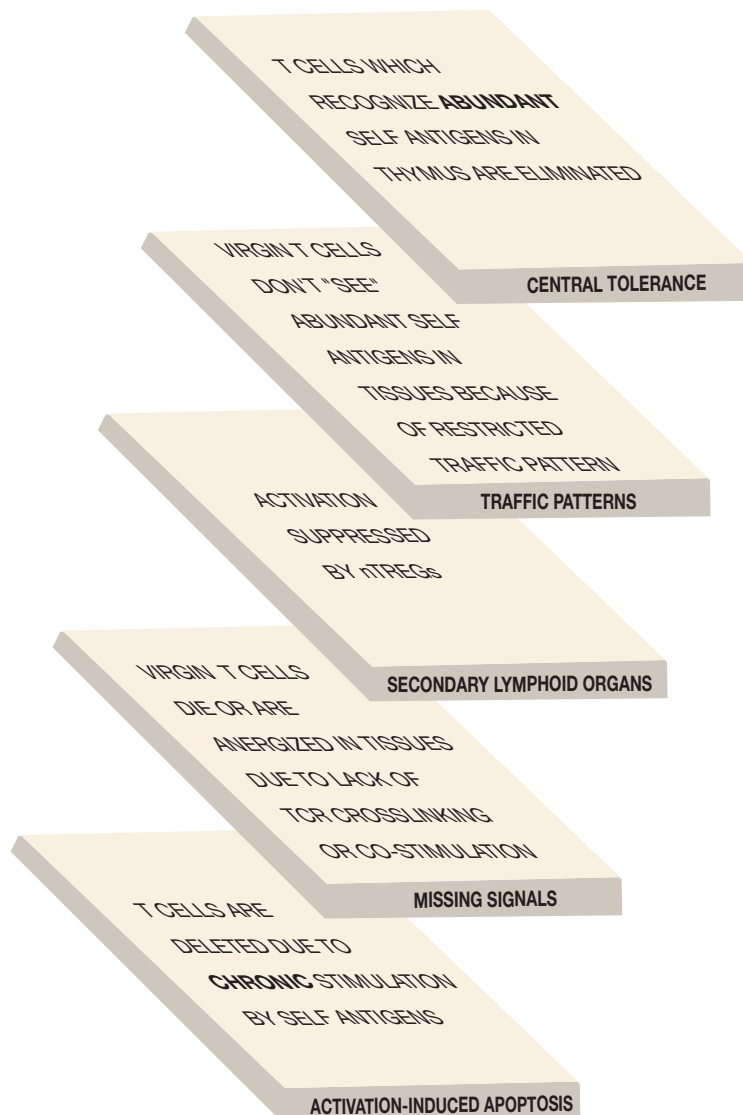 T CELLS WHICH
RECOGNIZE ABUNDANT
SELF ANTIGENS IN
THYMUS ARE ELIMINATED
CENTRAL TOLERANCE
VIRGIN T CELLS
DON'T "SEE"
ABUNDANT SELF
ANTIGENS IN
TISSUES BECAUSE
OF RESTRICTED
TRAFFIC PATTERN
TRAFFIC PATTERNS
ACTIVATION
SUPPRESSED
BY nTREGs
SECONDARY LYMPHOID ORGANS
VIRGIN T CELLS
DIE OR ARE
ANERGIZED IN TISSUES
DUE TO LACK OF
TCR CROSSLINKING
OR CO-STIMULATION
MISSING SIGNALS
T CELLS ARE
DELETED DUE TO
CHRONIC STIMULATION
BY SELF ANTIGENS
ACTIVATION-INDUCED APOPTOSIS